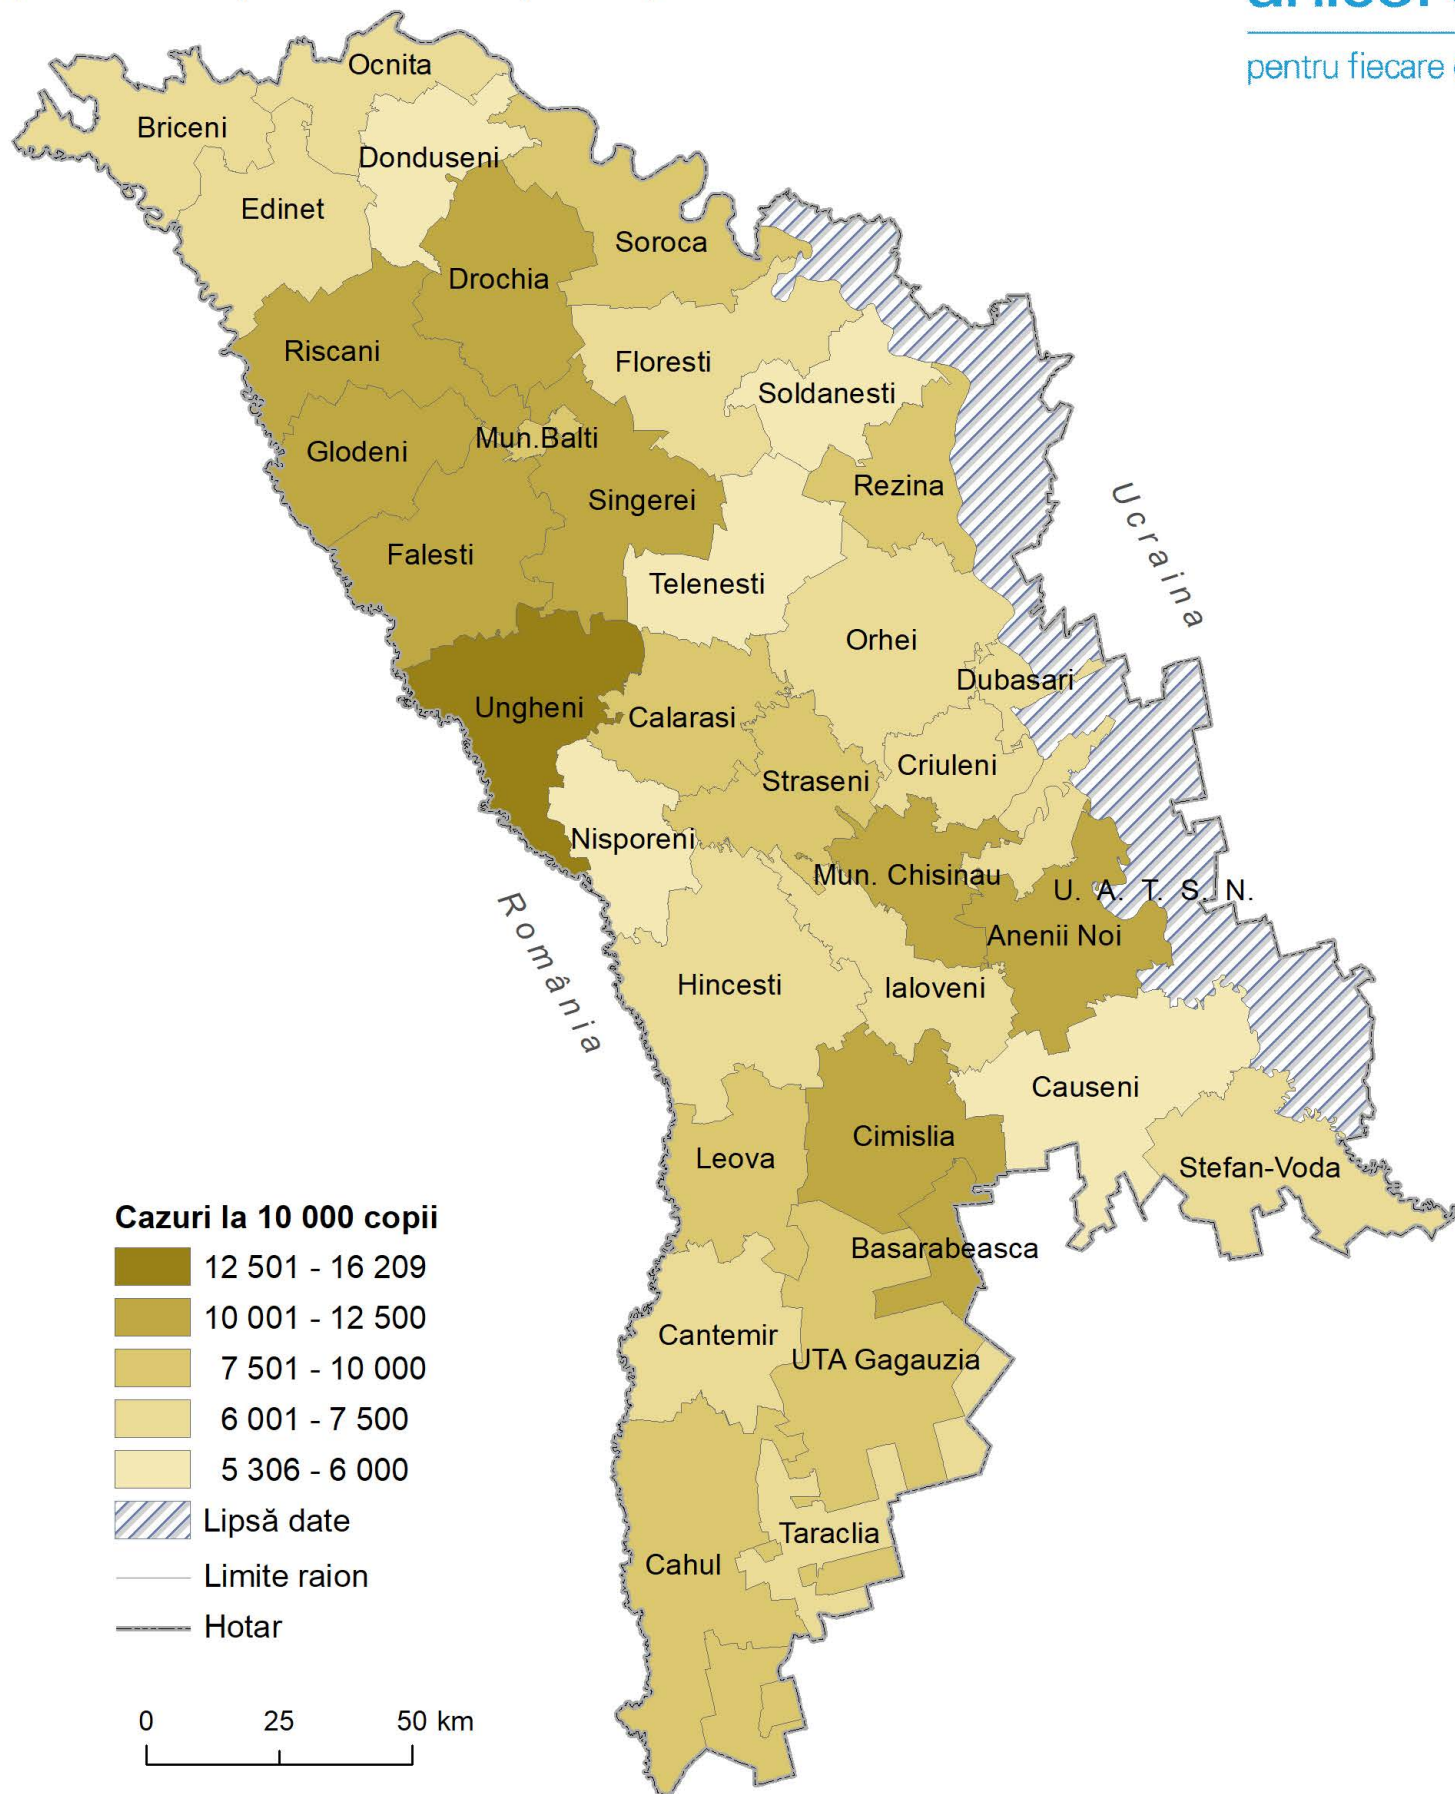 pentru fiecare
Ocnita
Briceni
Donduseni
Edinet
Soroca
Drochia
Riscani
Floresti
Soldanesti
Glodeni
Mun.Balti
Rezina
Singerei
Ucraina
Falesti
Telenesti
Orhei
Dubasari
Ungheni
Calarasi
Criuleni
Straseni
Nisporeni
Mun. Chisinau
U. A. T. S. N.
România
Anenii Noi
Hincesti
Ialoveni
Causeni
Cimislia
Leova
Stefan-Voda
Basarabeasca
Cantemir
UTA Gagauzia
Taraclia
Cahul
Cazuri la 10 000 copii
12 501 - 16 209
10 001 - 12 500
7 501 - 10 000
6 001 - 7 500
5 306 - 6 000
Lipsă date
Limite raion
Hotar
0 25 50 km